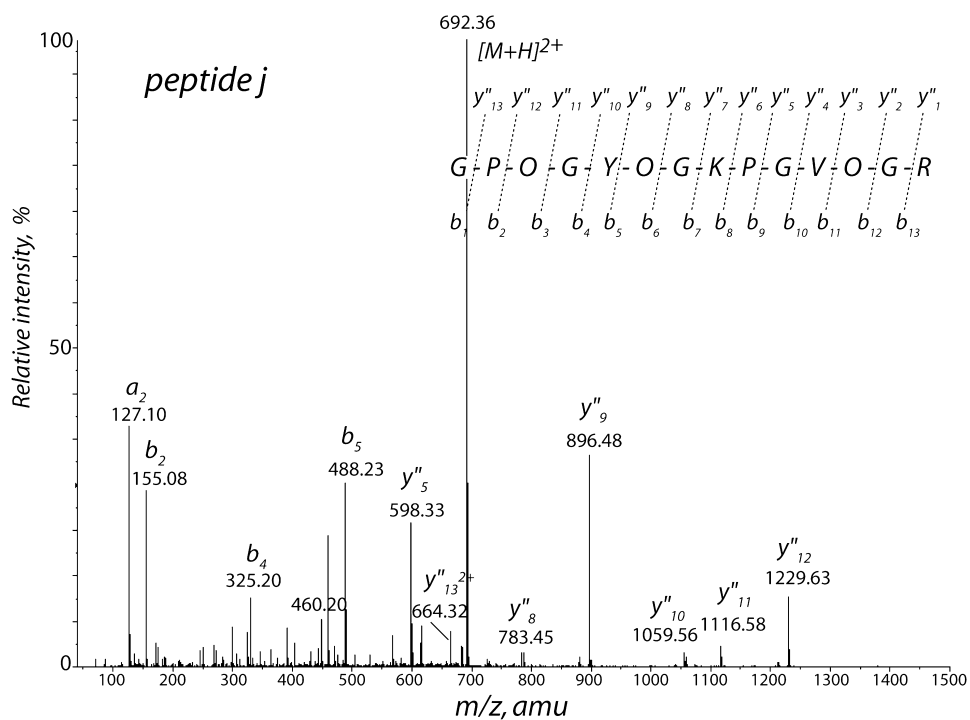 692.36
100
[M+H]2+
peptide j
y"13 y"12 y"11 y"10 y"9 y"8 y"7 y"6 y"5 y"4 y"3 y"2 y"1
G - P - O - G - Y - O - G - K - P - G - V - O - G - R
b1 b2 b3 b4 b5 b6 b7 b8 b9 b10 b11 b12 b13
Relative intensity, %
50
a2
127.10
b2
155.08
b4
325.20
460.20
b5
488.23
y"5
598.33
y"13 2+
664.32
y"8
783.45
y"9
896.48
y"10
1059.56
y"11
1116.58
y"12
1229.63
0
100 200 300 400 500 600 700 800 900 1000 1100 1200 1300 1400 1500
m/z, amu